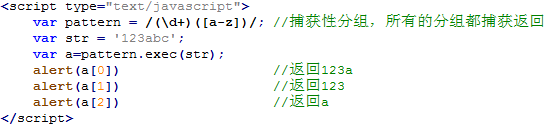 <script type="text/javascript">
var pattern = /(\d+)([a-z])/; //捕获性分组，所有的分组都捕获返回
var str = '123abc';
var a=pattern.exec(str);
alert(a[0]) //返回123a
alert(a[1]) //返回123
alert(a[2]) //返回a
</script>